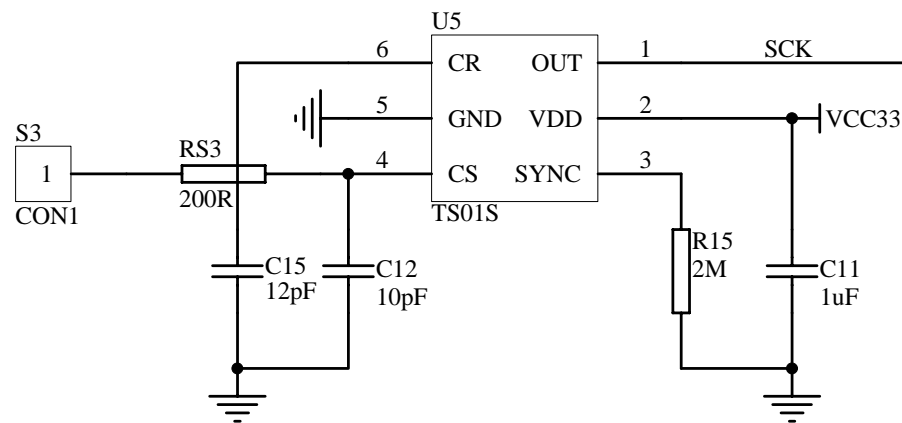 U5
6
CR
OUT
1
SCK
5
GND
VDD
2
VCC33
S3
1
CON1
RS3
200R
4
CS
SYNC
3
TS01S
R15
2M
C15
12pF
C12
10pF
C11
1uF